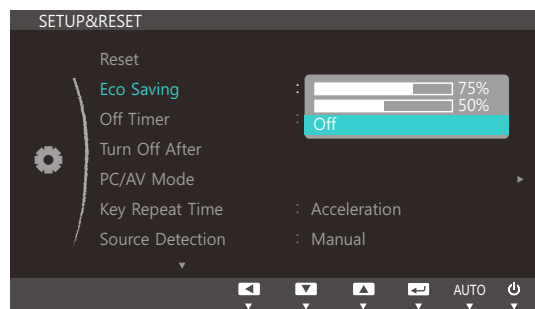 SETUP&RESET
Reset
Eco Saving : 75%
50%
Off Timer : Off
Turn Off After
PC/AV Mode
Key Repeat Time : Acceleration
Source Detection : Manual
AUTO